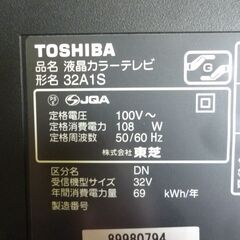 TOSHIBA
品名 液晶カラーテレビ
形名 32A1S
JQA
定格電圧 100V～
定格消費電力 108 W
定格周波数 50/60 Hz
株式会社 東芝
区分名 DN
受信機型サイズ 32V
年間消費電力量 69 kWh/年
製造番号
89980794